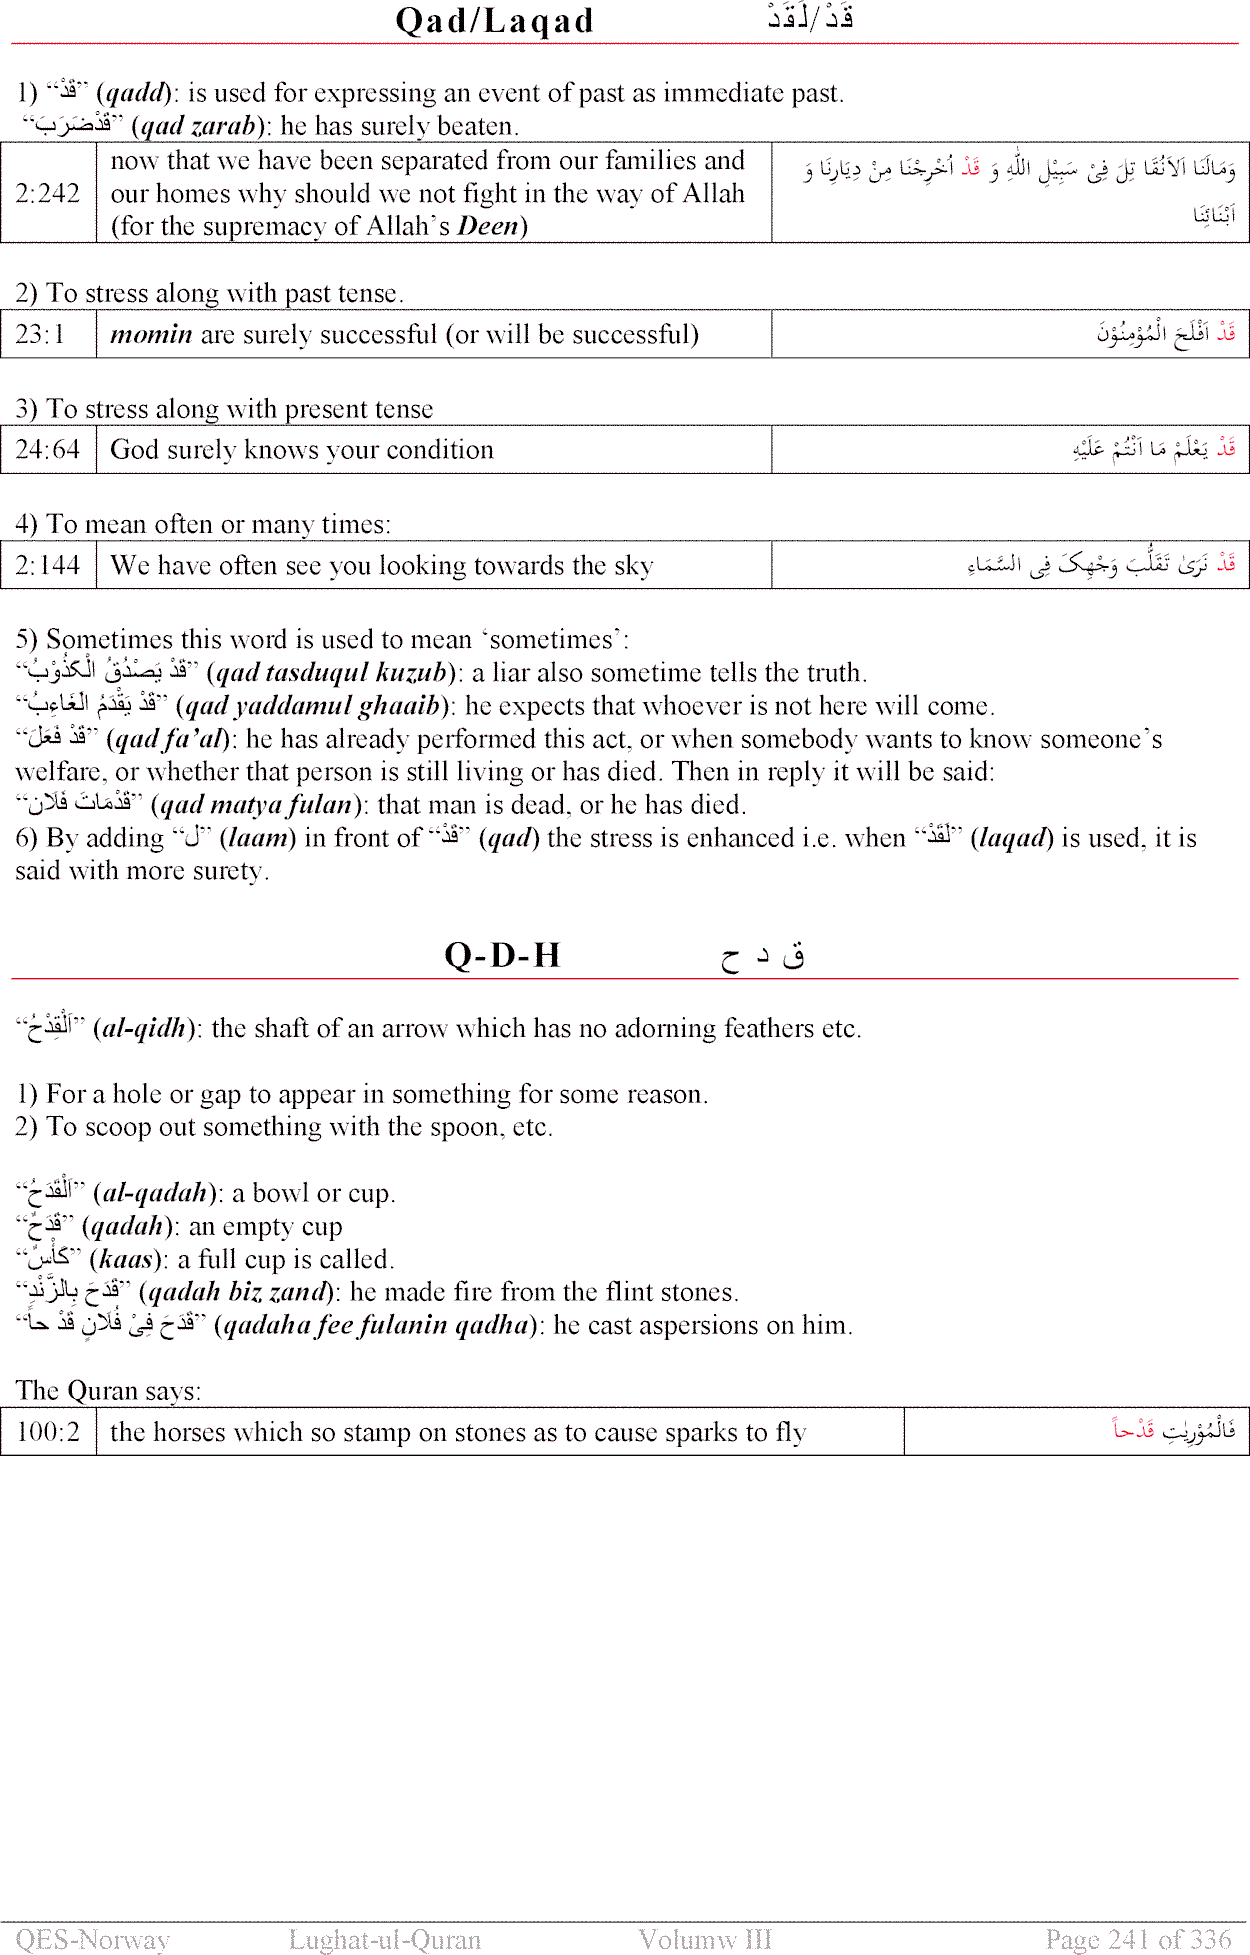 Qad/Laqad قَدْ/لَقَدْ
1) “قَدْ” (qadd): is used for expressing an event of past as immediate past.
“قَدْضَرَبَ” (qad zarab): he has surely beaten.
2:242 now that we have been separated from our families and our homes why should we not fight in the way of Allah (for the supremacy of Allah’s Deen) وَمَالَنَا اَلاَنُقَا تِلَ فِىْ سَبِيْلِ اللّٰهِ وَ قَدْ اُخْرِجْنَا مِنْ دِيَارِنَا وَ اَبْنَائِنَا
2) To stress along with past tense.
23:1 momin are surely successful (or will be successful) قَدْ اَفْلَحَ الْمُوْمِنُوْنَ
3) To stress along with present tense
24:64 God surely knows your condition قَدْ يَعْلَمْ مَا اَنْتُمْ عَلَيْهِ
4) To mean often or many times:
2:144 We have often see you looking towards the sky قَدْ نَرَىٰ تَقَلُّبَ وَجْهِکَ فِى السَّمَاءِ
5) Sometimes this word is used to mean ‘sometimes’:
“قَدْ يَصْدُقُ الْكَذُوْبُ” (qad tasduqul kuzub): a liar also sometime tells the truth.
“قَدْ يَقْدَمُ الْغَاءِبُ” (qad yaddamul ghaaib): he expects that whoever is not here will come.
“قَدْ فَعَلَ” (qad fa’al): he has already performed this act, or when somebody wants to know someone’s
welfare, or whether that person is still living or has died. Then in reply it will be said:
“قَدْمَاتَ فَلَان” (qad matya fulan): that man is dead, or he has died.
6) By adding “ل” (laam) in front of “قَدْ” (qad) the stress is enhanced i.e. when “لَقَدْ” (laqad) is used, it is
said with more surety.
Q-D-H ق د ح
“اَلْقِدْحُ” (al-qidh): the shaft of an arrow which has no adorning feathers etc.
1) For a hole or gap to appear in something for some reason.
2) To scoop out something with the spoon, etc.
“اَلْقَدَحُ” (al-qadah): a bowl or cup.
“قَدَحٌ” (qadah): an empty cup
“كَأْسٌ” (kaas): a full cup is called.
“قَدَحَ بِالزَّنْدِ” (qadah biz zand): he made fire from the flint stones.
“قَدَحَ فِىْ فُلَانٍ قَدْ حاً” (qadaha fee fulanin qadha): he cast aspersions on him.
The Quran says:
100:2 the horses which so stamp on stones as to cause sparks to fly فَالْمُوْرِيٰتِ قَدْحاً
QES-Norway Lughat-ul-Quran Volumw III Page 241 of 336